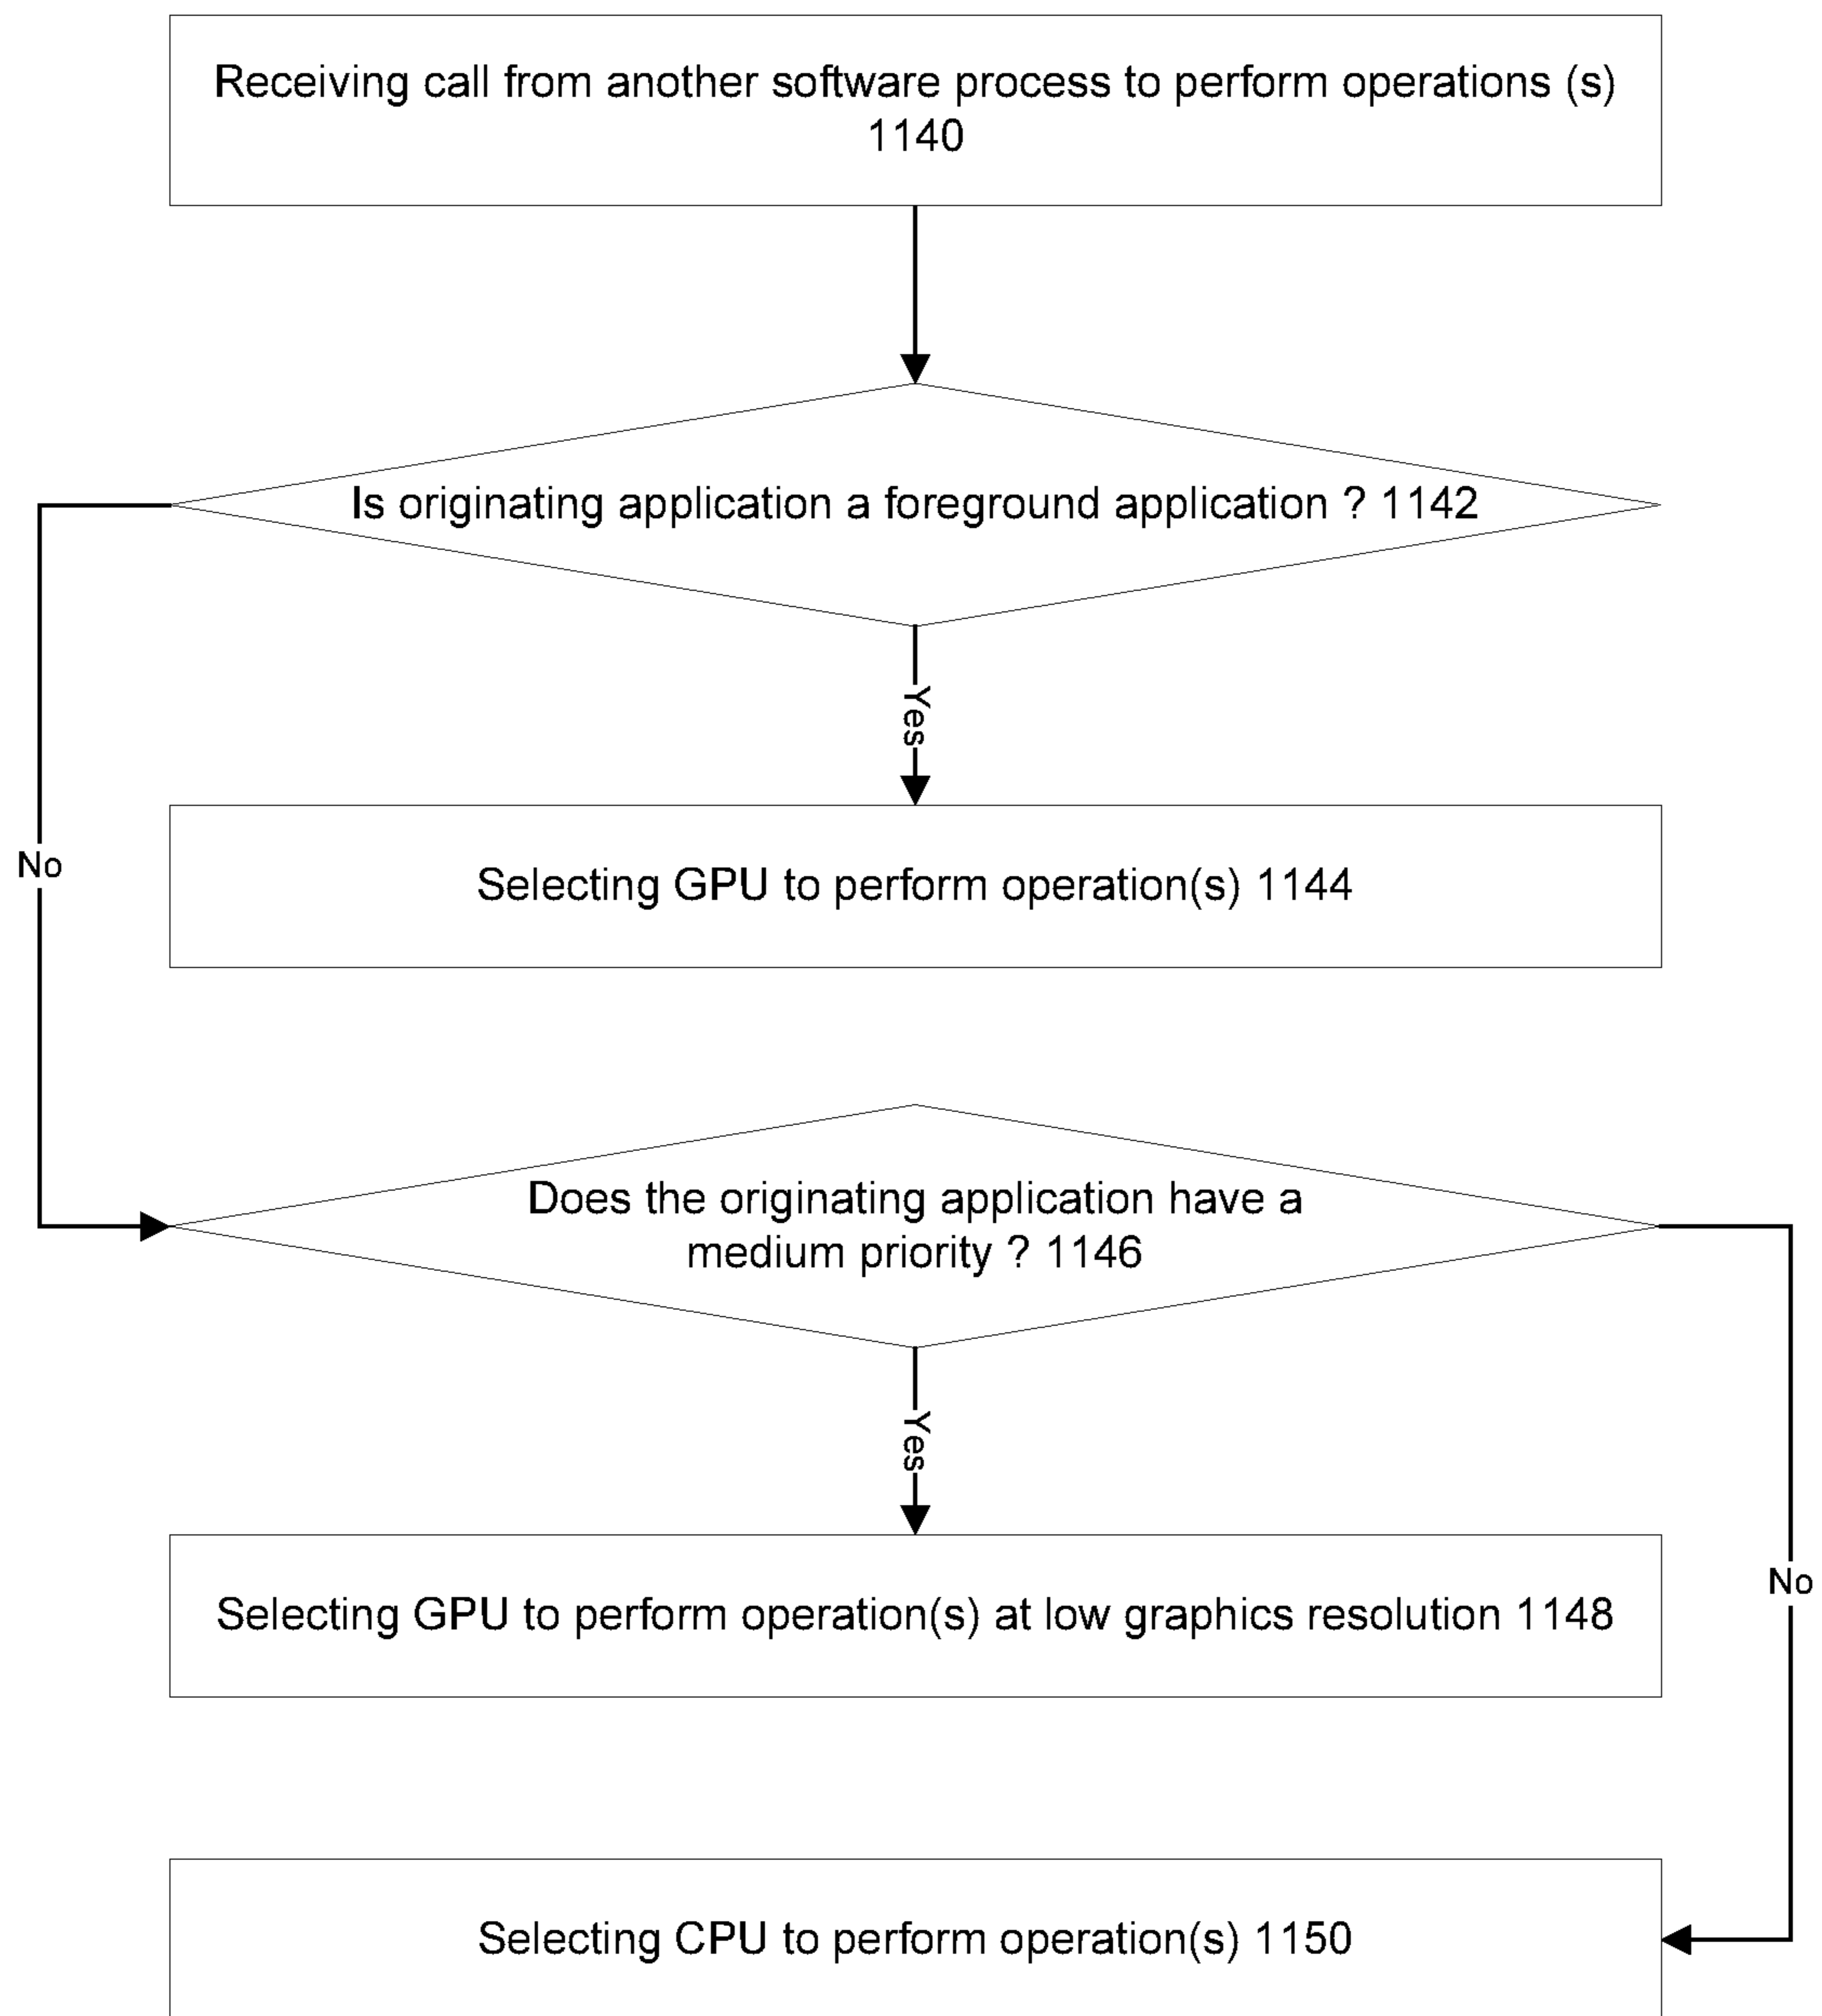 Receiving call from another software process to perform operations (s)
1140
Is originating application a foreground application ? 1142
Yes
No
Selecting GPU to perform operation(s) 1144
Does the originating application have a
medium priority ? 1146
Yes
No
Selecting GPU to perform operation(s) at low graphics resolution 1148
Selecting CPU to perform operation(s) 1150